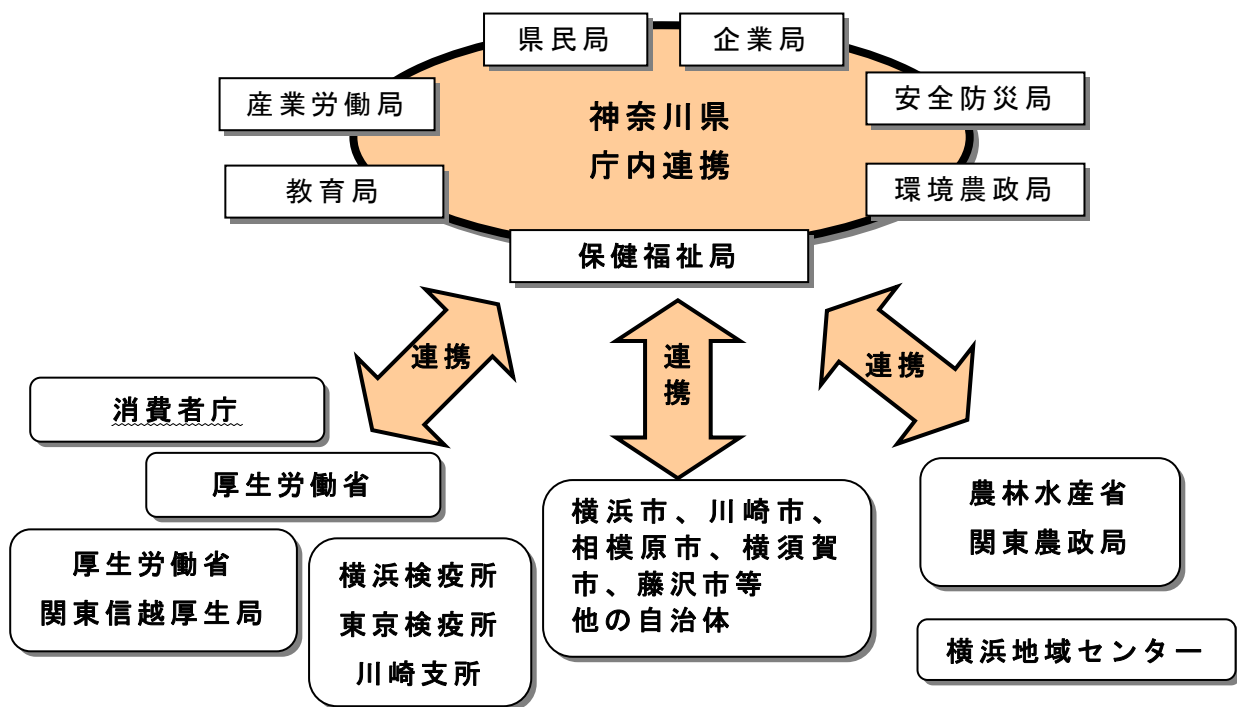 県民局
企業局
産業労働局
安全防災局
神奈川県
庁内連携
教育局
環境農政局
保健福祉局
連携
連
携
連携
消費者庁
厚生労働省
厚生労働省
関東信越厚生局
横浜検疫所
東京検疫所
川崎支所
横浜市、川崎市、
相模原市、横須賀
市、藤沢市等
他の自治体
農林水産省
関東農政局
横浜地域センター